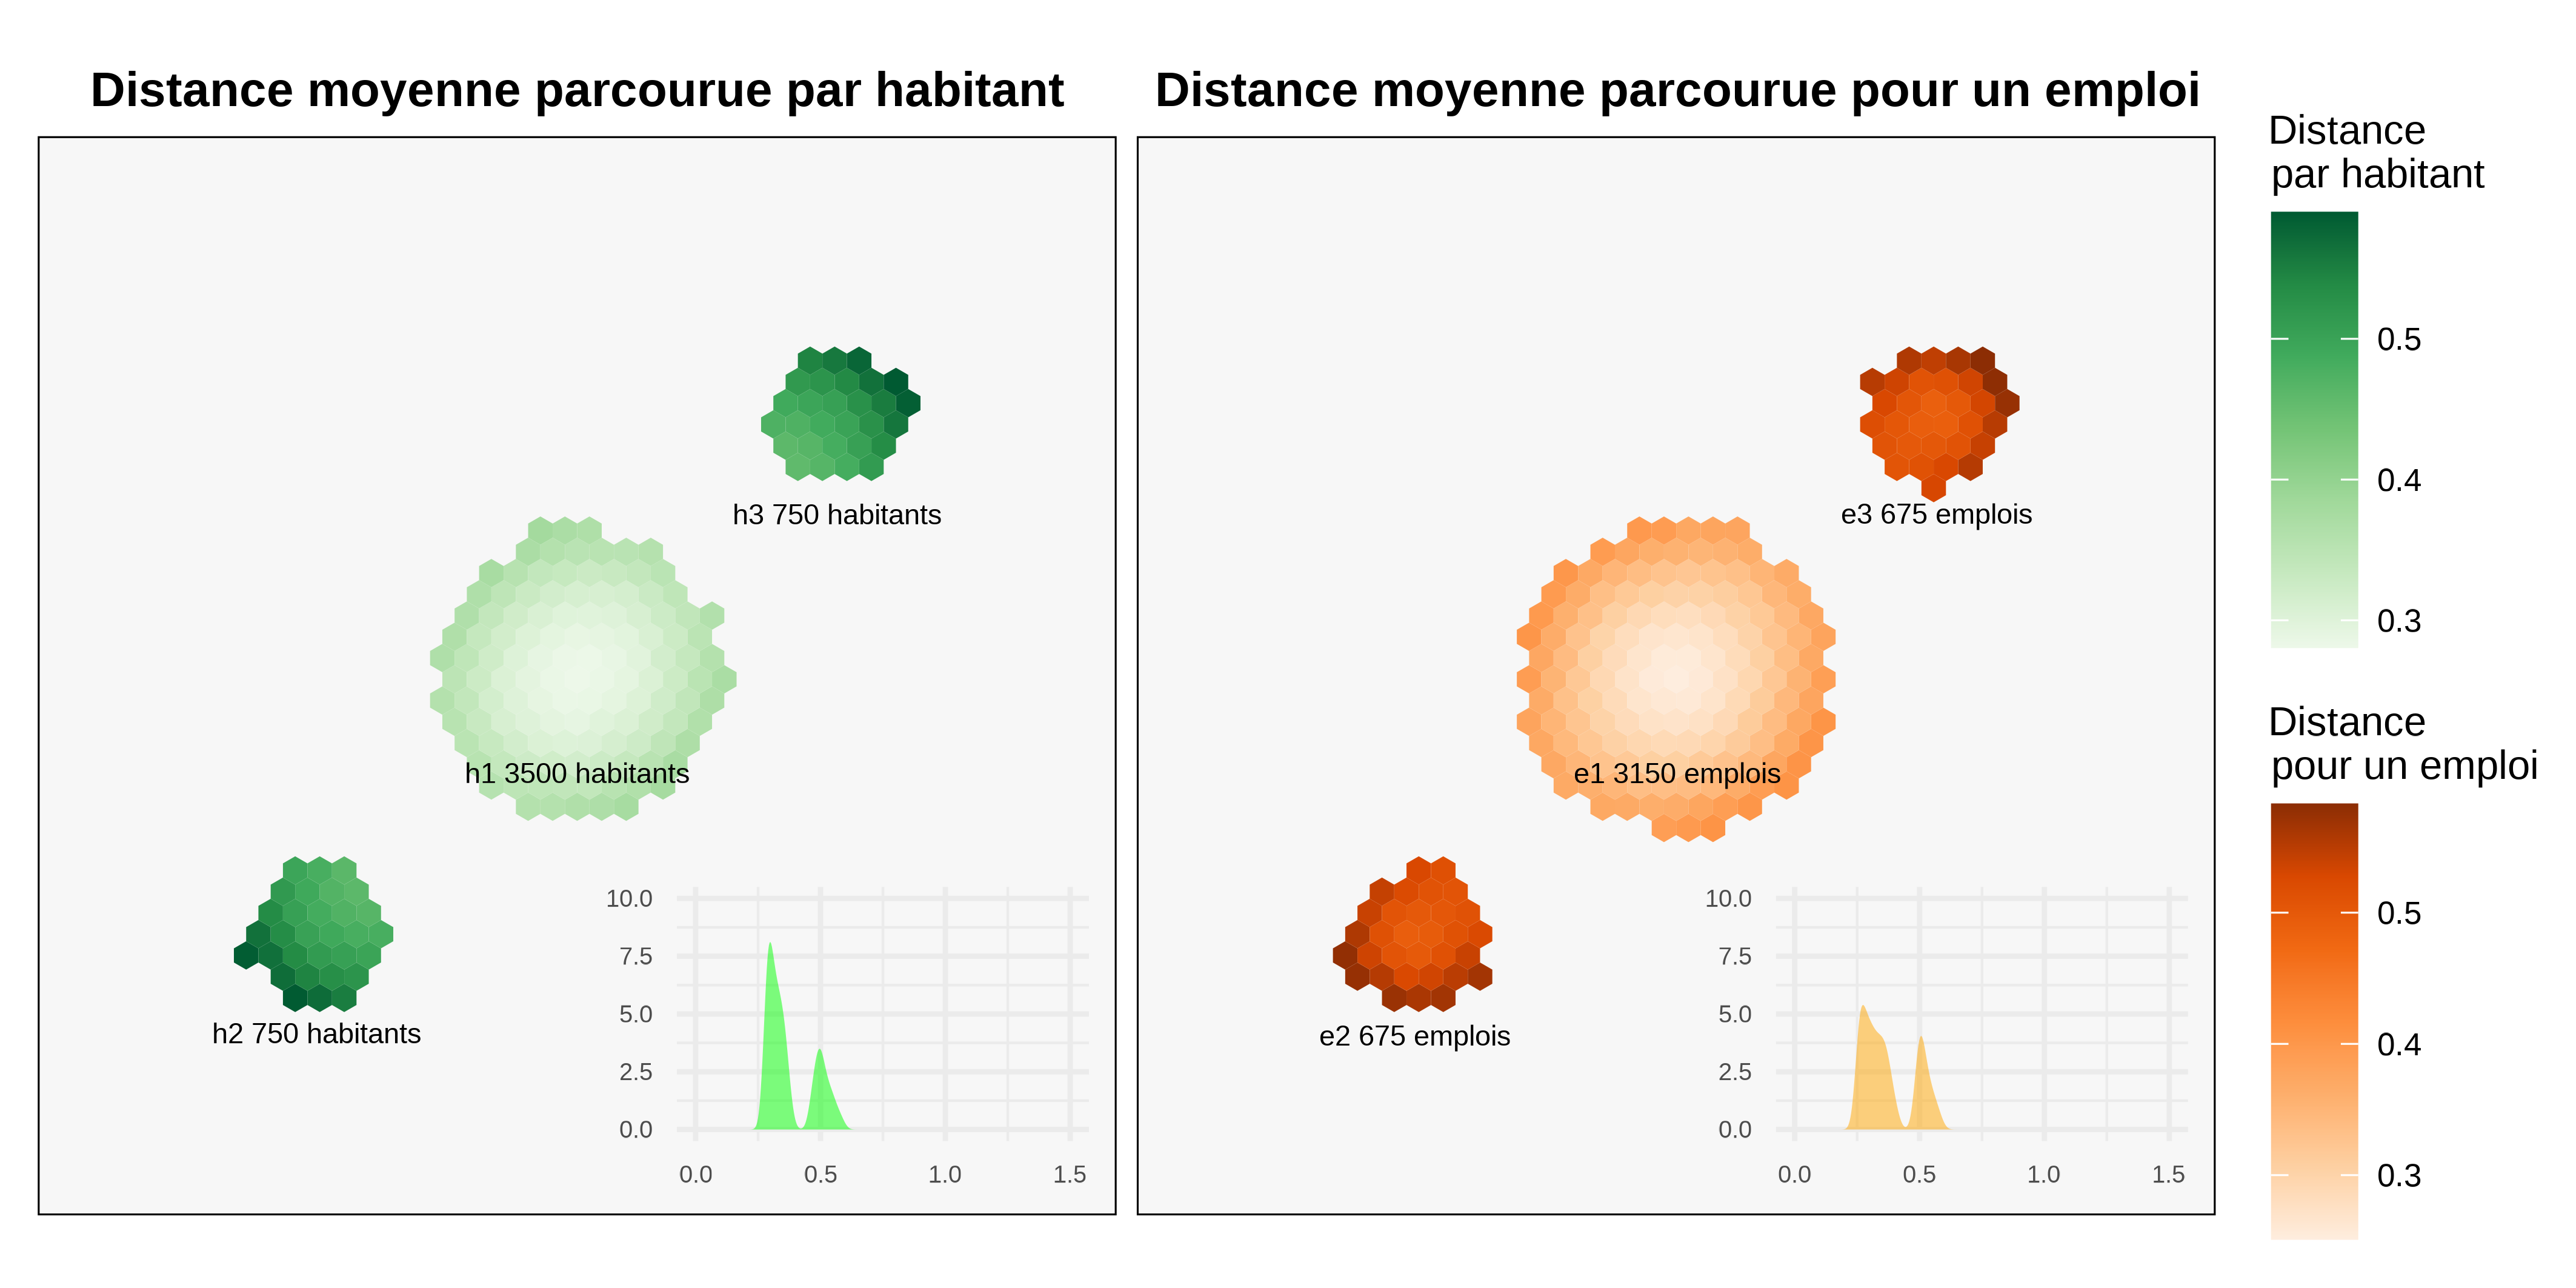 Distance moyenne parcourue par habitant
Distance moyenne parcourue pour un emploi
h3 750 habitants
h1 3500 habitants
h2 750 habitants
10.0
7.5
5.0
2.5
0.0
0.0 0.5 1.0 1.5
e3 675 emplois
e1 3150 emplois
e2 675 emplois
10.0
7.5
5.0
2.5
0.0
0.0 0.5 1.0 1.5
Distance
par habitant
0.5
0.4
0.3
Distance
pour un emploi
0.5
0.4
0.3